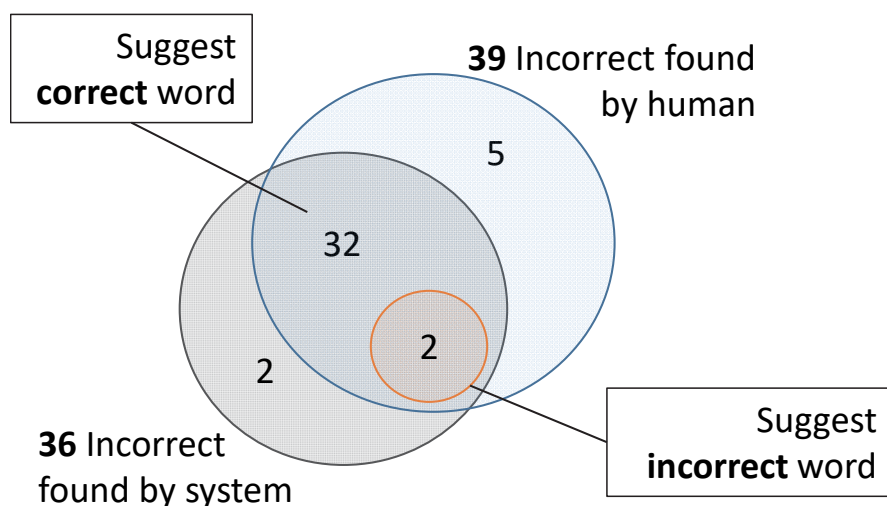 Suggest
correct word
39 Incorrect found
by human
5
32
2
2
36 Incorrect
found by system
Suggest
incorrect word